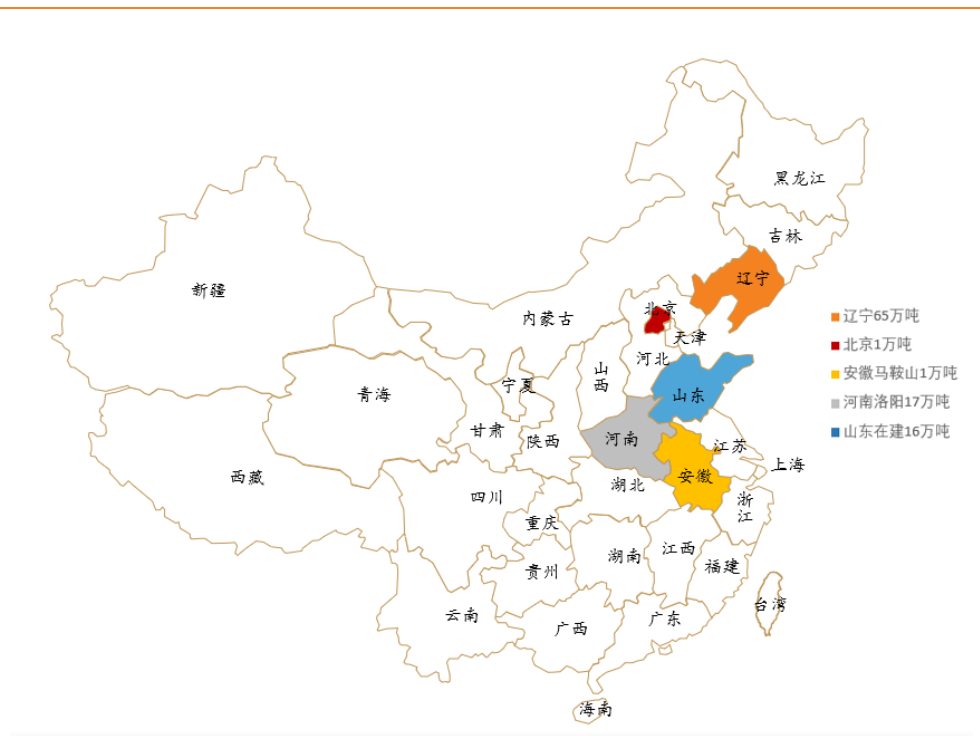 黑龙江
吉林
辽宁
新疆
内蒙古
北京
天津
河北
山西
宁夏
青海
山东
甘肃
陕西
河南
江苏
上海
安徽
西藏
湖北
四川
浙江
重庆
湖南
江西
福建
贵州
台湾
云南
广西
广东
海南
辽宁65万吨
北京1万吨
安徽马鞍山1万吨
河南洛阳17万吨
山东在建16万吨